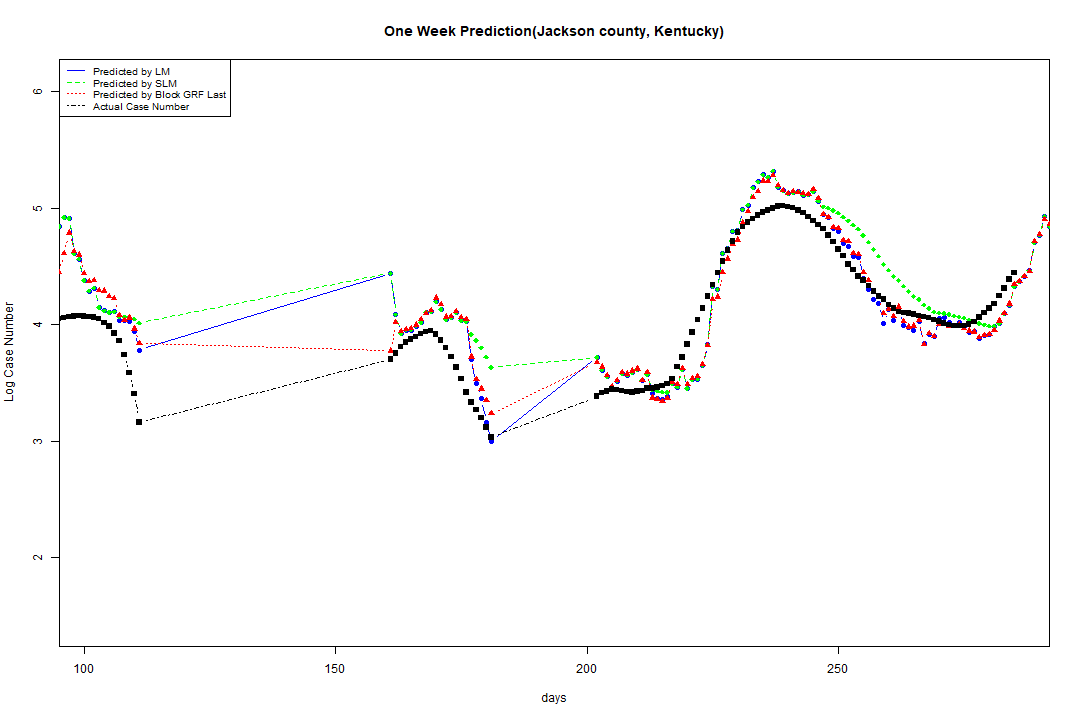 One Week Prediction(Jackson county, Kentucky)
Predicted by LM
Predicted by SLM
Predicted by Block GRF Last
Actual Case Number
6
5
4
3
2
Log Case Number
100 150 200 250
days